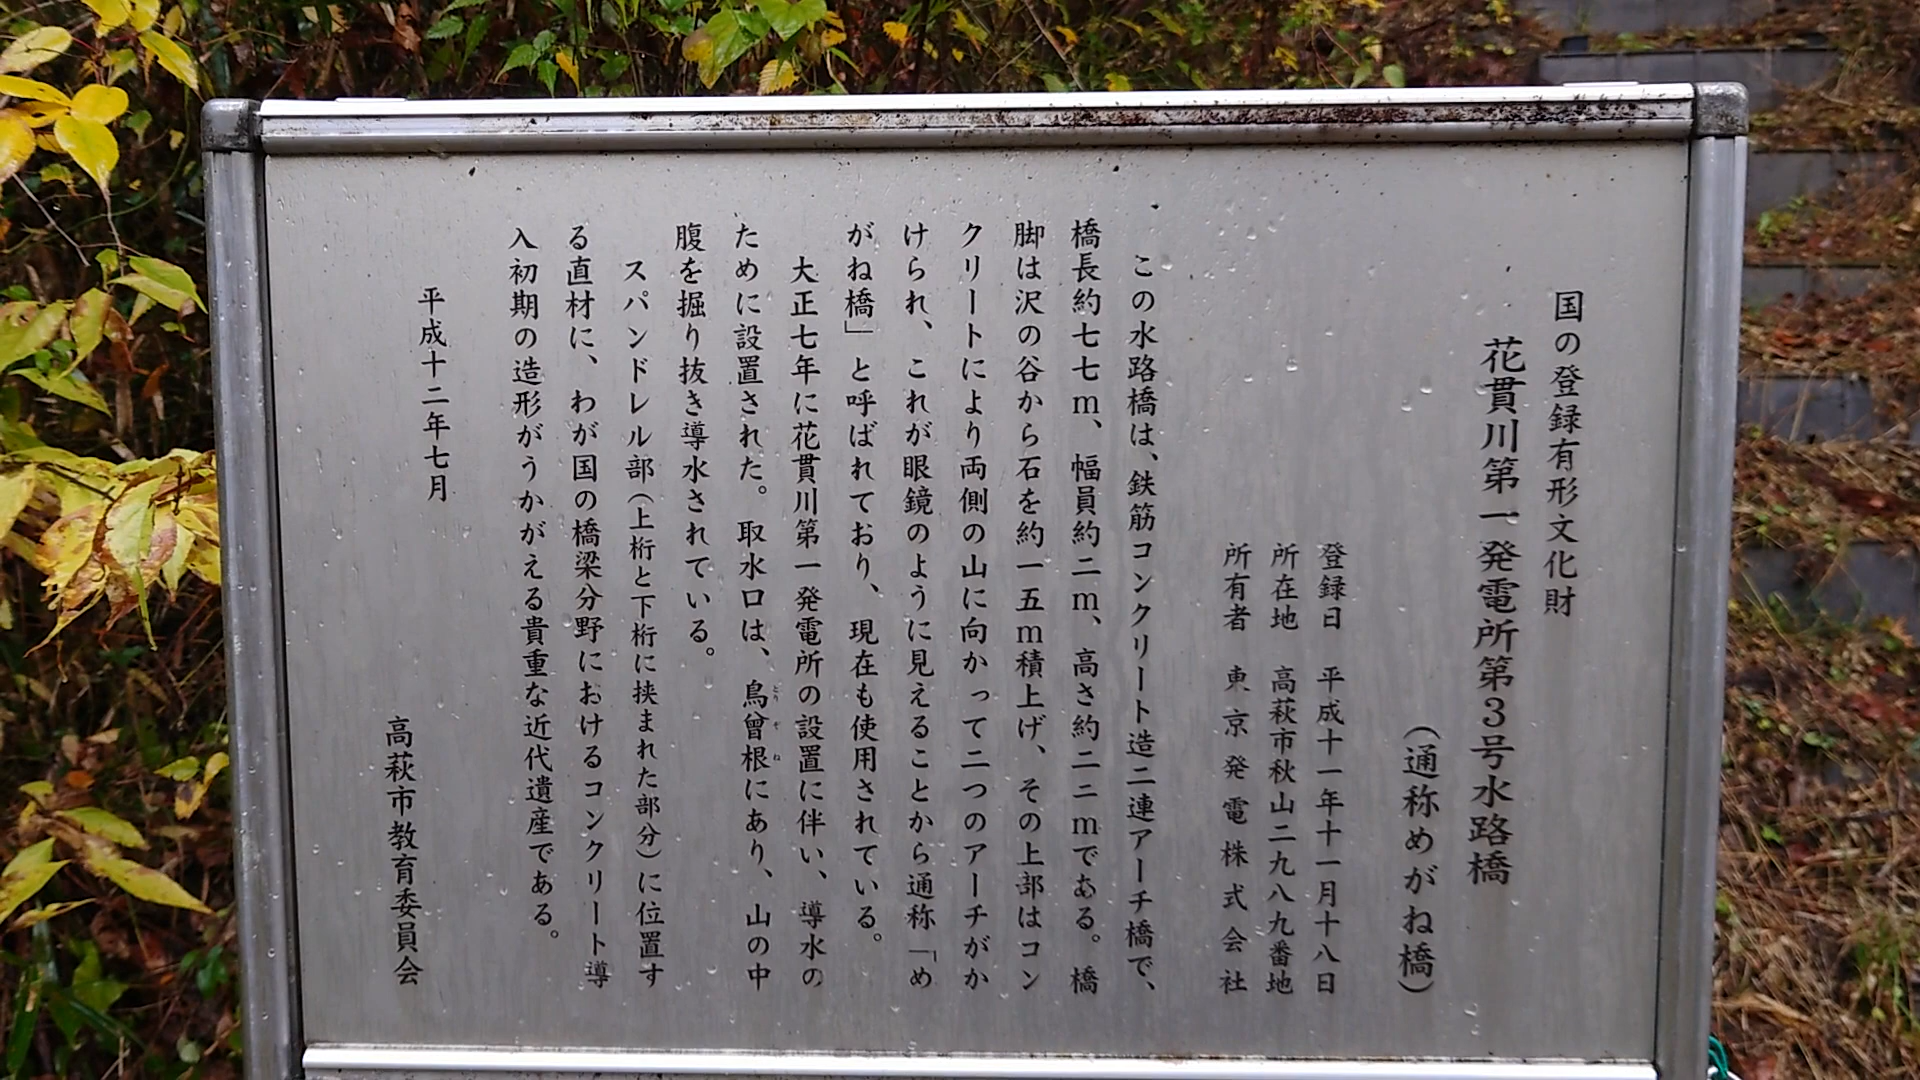 国の登録有形文化財
花貫川第一発電所第3号水路橋
（通称めがね橋）
登録日　平成十一年十一月十八日
所在地　高萩市秋山二九八九番地
所有者　東京発電株式会社
この水路橋は、鉄筋コンクリート造二連アーチ橋で、
橋長約七七m、幅員約二m、高さ約二二mである。橋
脚は沢の谷から石を約一五m積上げ、その上部はコン
クリートにより両側の山に向かって二つのアーチがか
けられ、これが眼鏡のように見えることから通称「め
がね橋」と呼ばれており、現在も使用されている。
大正七年に花貫川第一発電所の設置に伴い、導水の
ために設置された。取水口は、鳥曾根にあり、山の中
とりぞね
腹を掘り抜き導水されている。
スパンドレル部（上桁と下桁に挟まれた部分）に位置す
る直材に、わが国の橋梁分野におけるコンクリート導
入初期の造形がうかがえる貴重な近代遺産である。
平成十二年七月
高萩市教育委員会